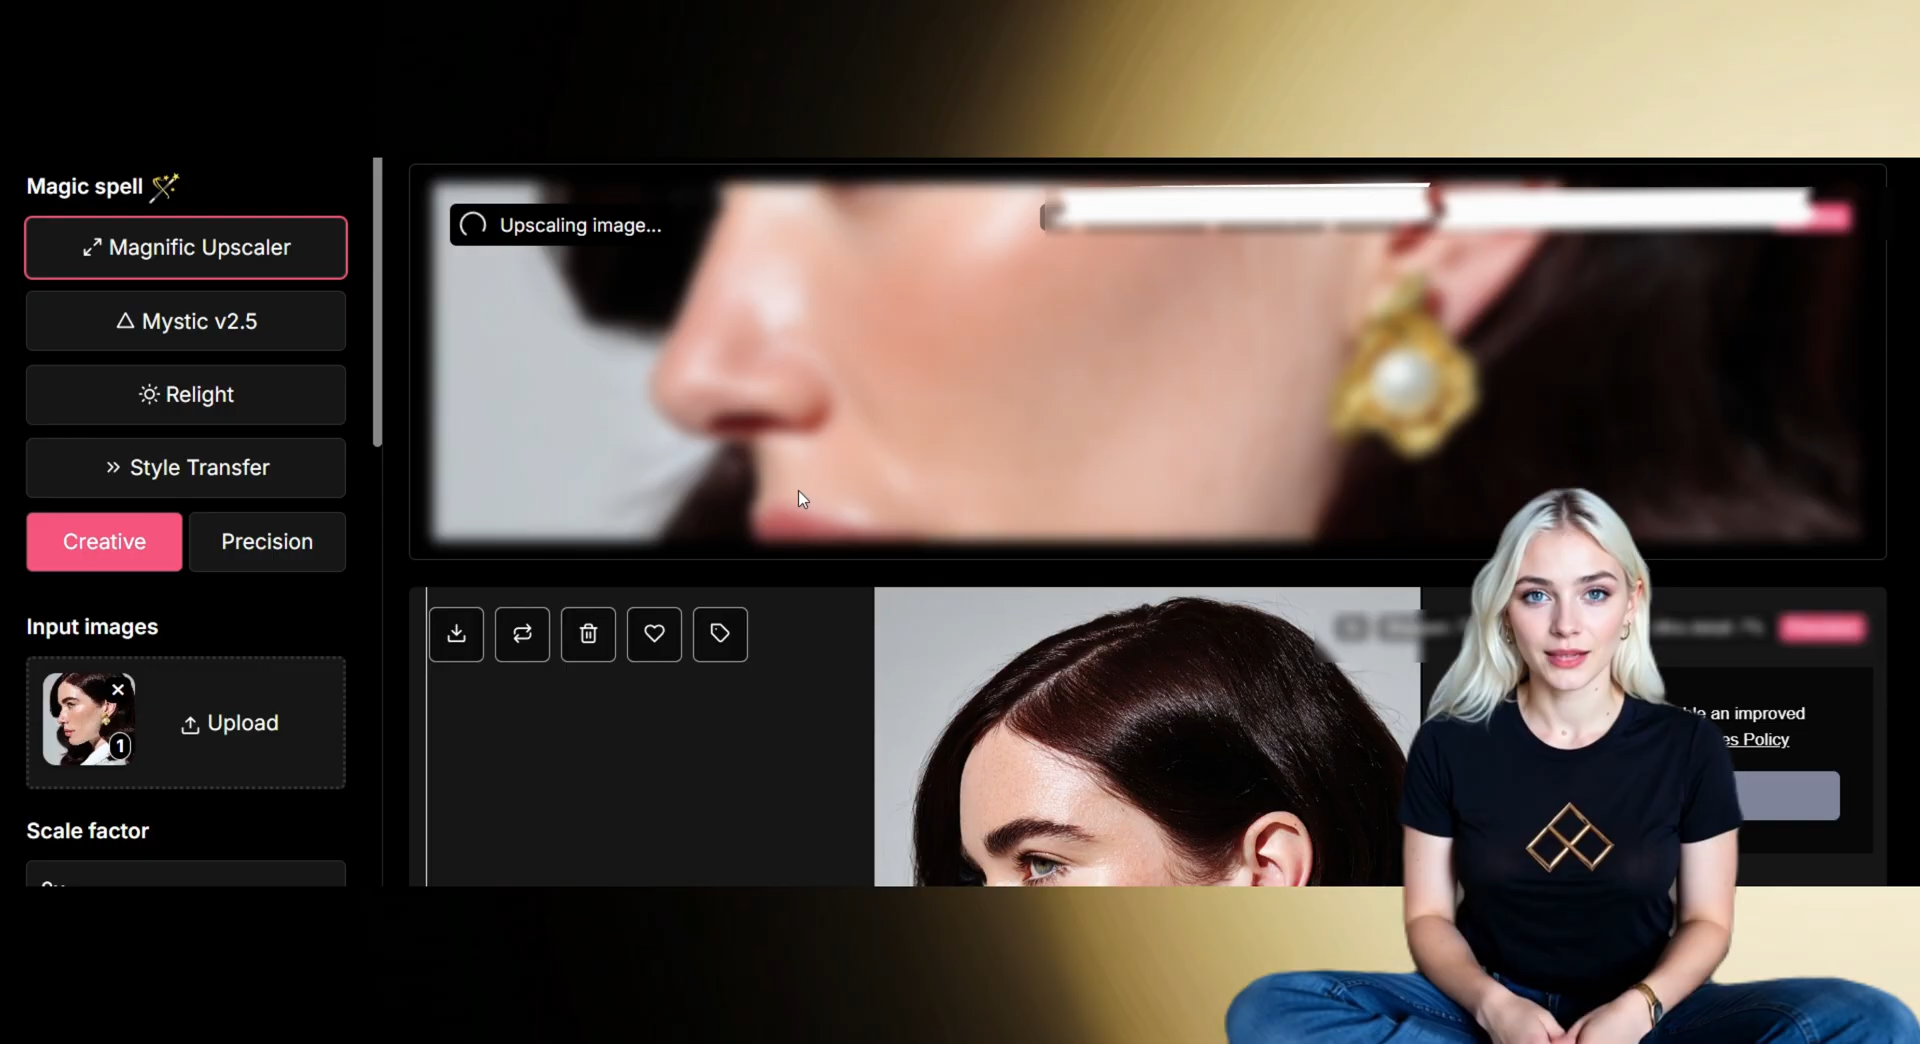 Magic spell
Magnific Upscaler
Mystic v2.5
Relight
Style Transfer
Creative
Precision
Input images
1
Upload
Scale factor
Upscaling image...
an improved
Policy